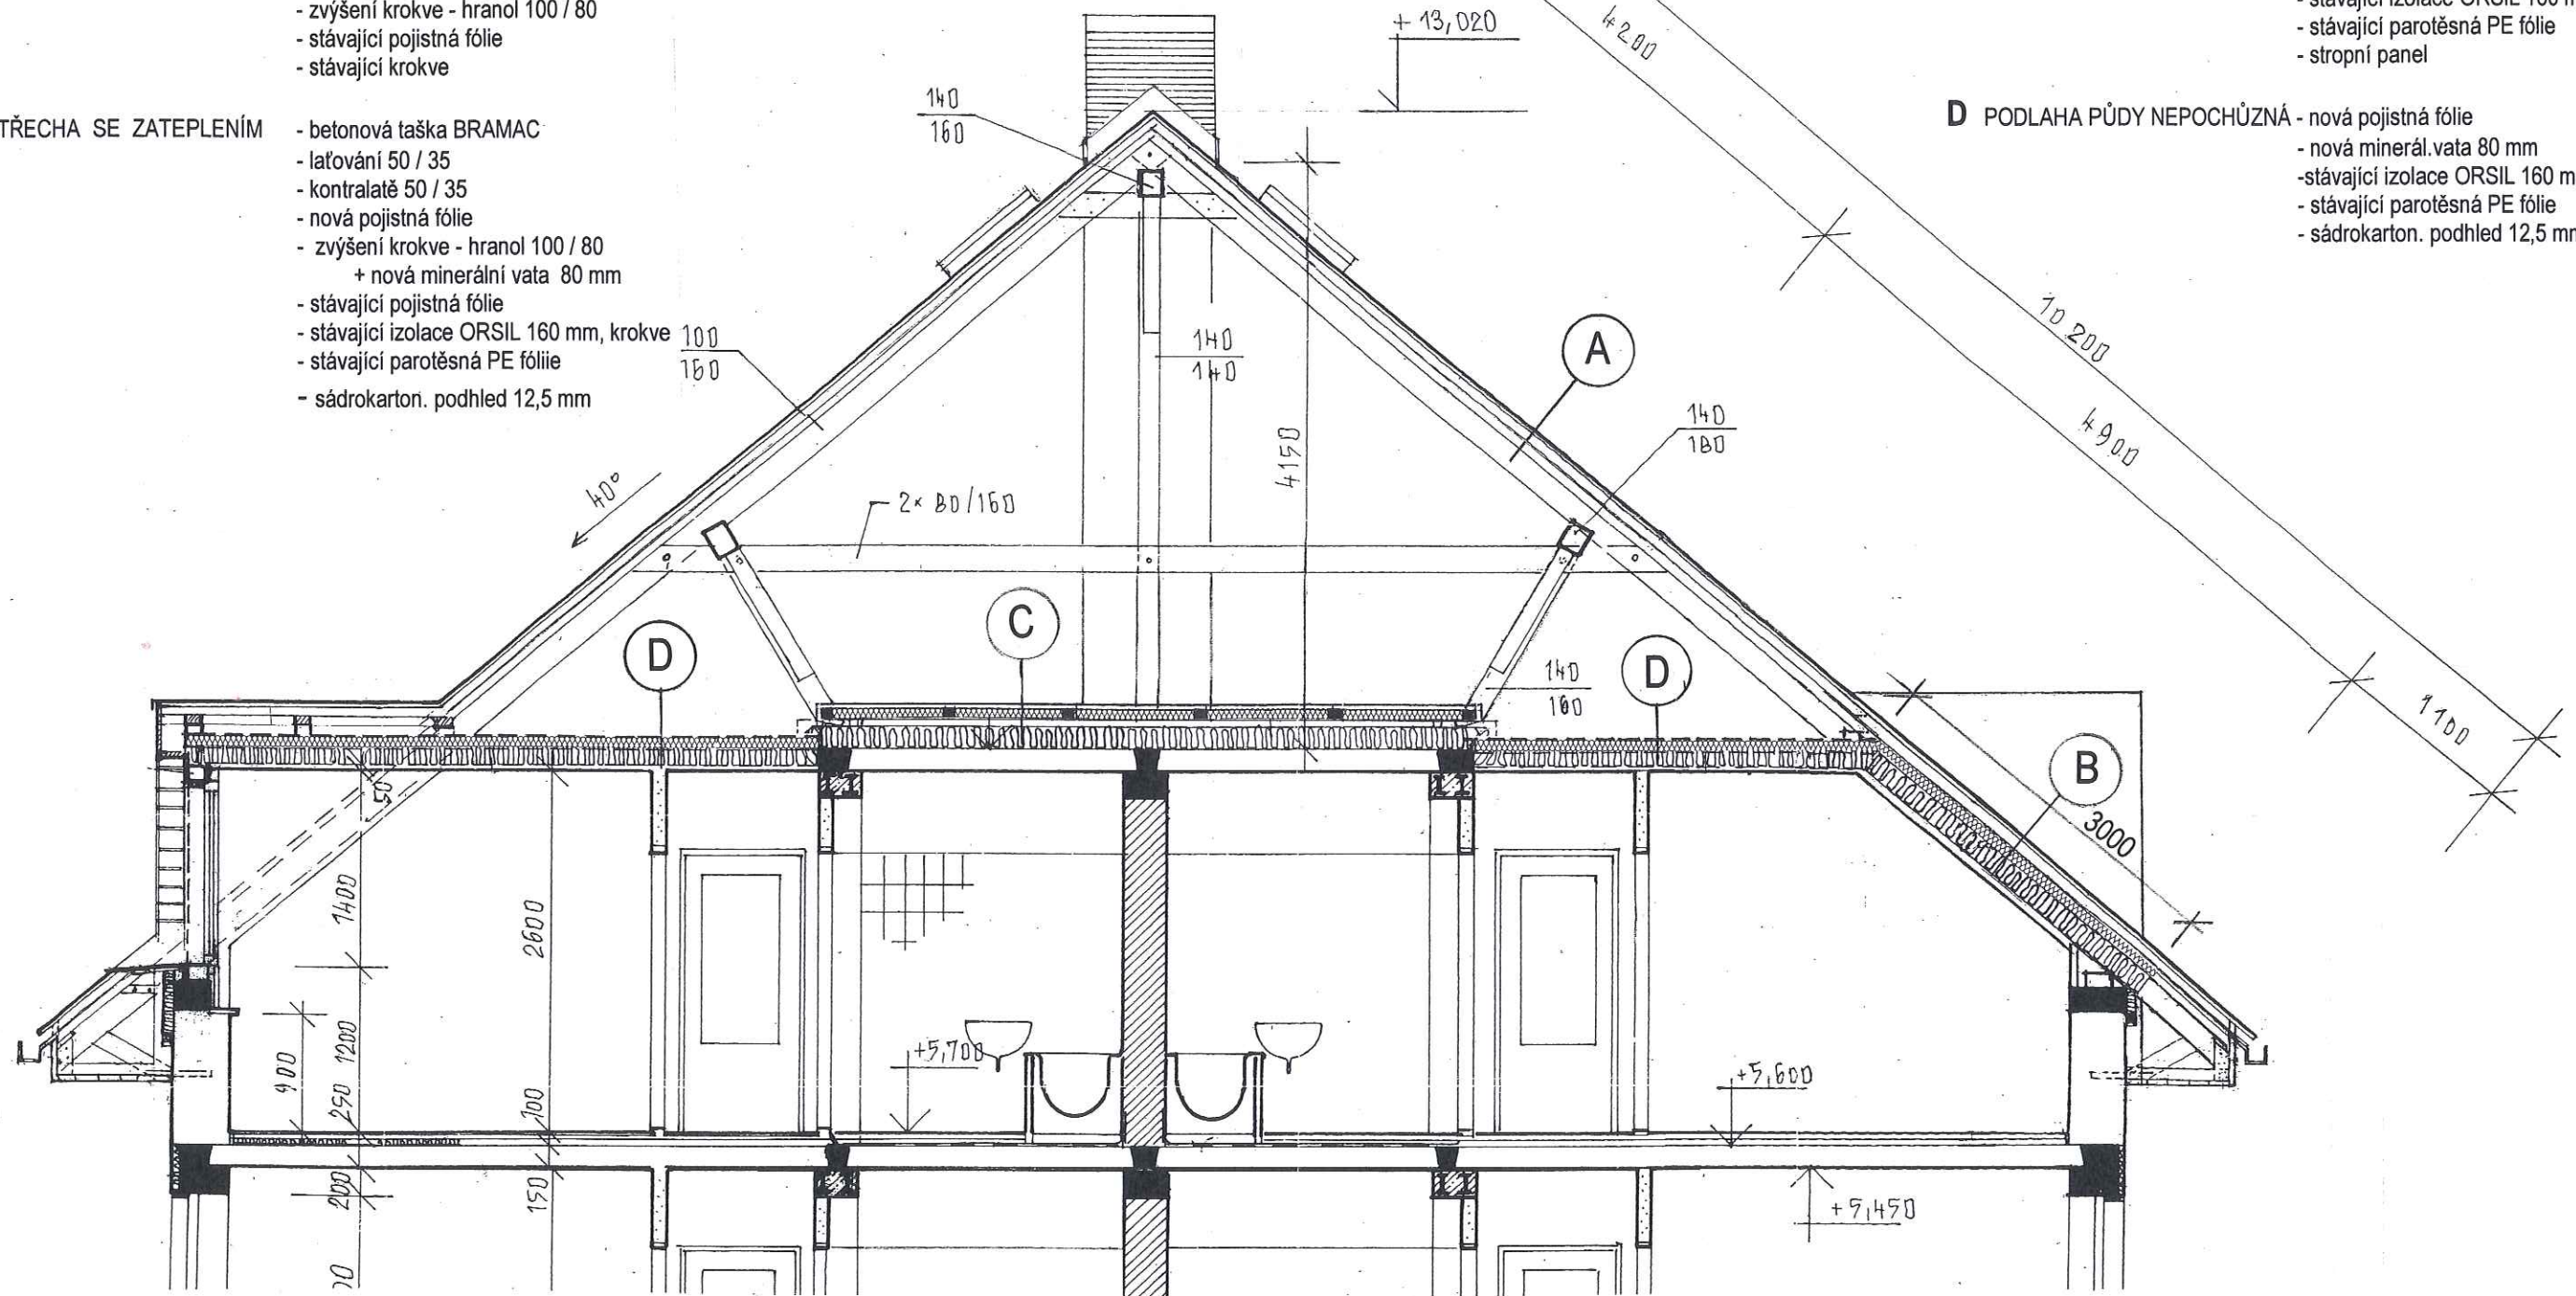 - zvýšení krokve - hranol 100 / 80
- stávající pojistná fólie
- stávající krokve
TŘECHA SE ZATEPLENÍM
- betonová taška BRAMAC
- laťování 50 / 35
- kontralatě 50 / 35
- nová pojistná fólie
- zvýšení krokve - hranol 100 / 80
+ nová minerální vata 80 mm
- stávající pojistná fólie
- stávající izolace ORSIL 160 mm, krokve
- stávající parotěsná PE fóliie
- sádrokarton. podhled 12,5 mm
- stávající izolace ORSIL 160 m
- stávající parotěsná PE fólie
- stropní panel
D PODLAHA PŮDY NEPOCHŮZNÁ - nová pojistná fólie
- nová minerál.vata 80 mm
-stávající izolace ORSIL 160 m
- stávající parotěsná PE fólie
- sádrokarton. podhled 12,5 mm
+ 13,020
4200
140
160
10 200
100
160
140
140
A
140
180
4900
4150
40°
2× 80/160
C
D
140
160
D
1100
B
3000
50
1400
2600
900
250 1200
100
+5,700
+5,600
200
150
+5,450